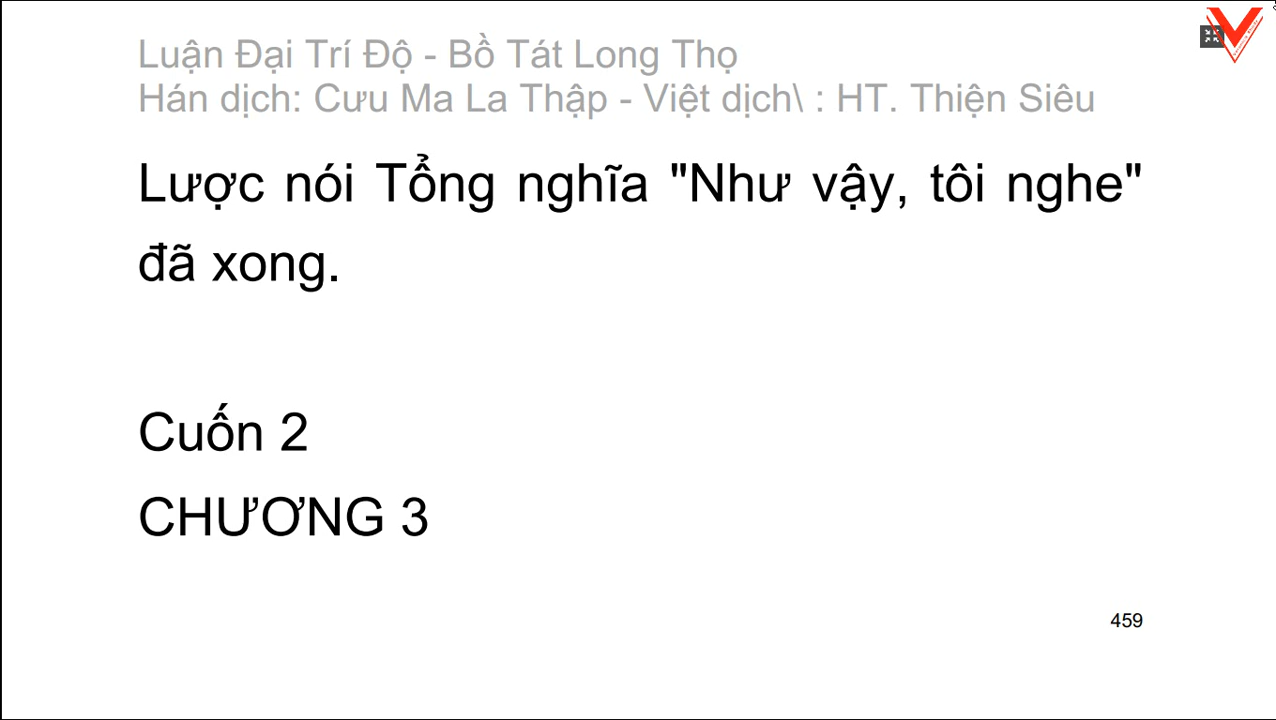 Luận Đại Trí Độ - Bồ Tát Long Thọ
Hán dịch: Cưu Ma La Thập - Việt dịch\ : HT. Thiện Siêu
Lược nói Tổng nghĩa "Như vậy, tôi nghe"
đã xong.
Cuốn 2
CHƯƠNG 3
459